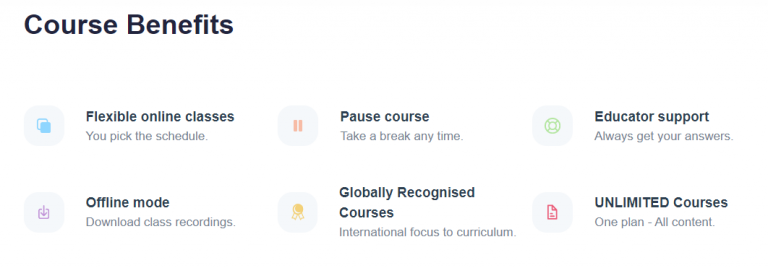 Course Benefits
Flexible online classes
You pick the schedule.
Pause course
Take a break any time.
Educator support
Always get your answers.
Offline mode
Download class recordings.
Globally Recognised
Courses
International focus to curriculum.
UNLIMITED Courses
One plan - All content.